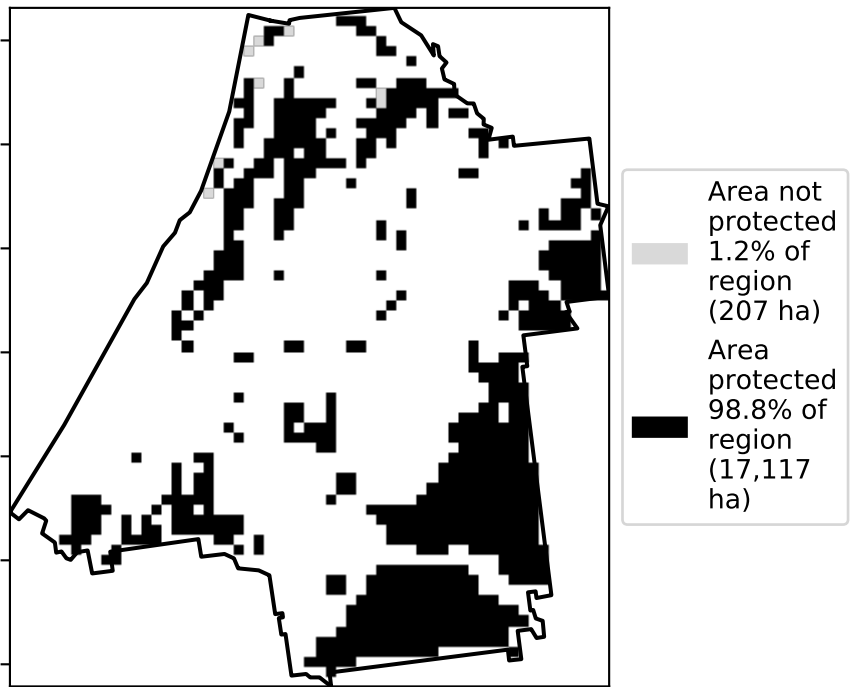 Area not
protected
1.2% of
region
(207 ha)
Area
protected
98.8% of
region
(17,117
ha)